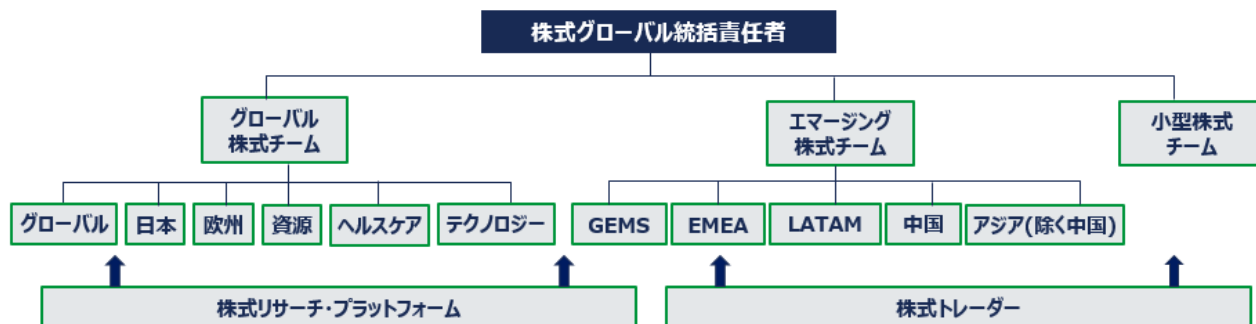 株式グローバル統括責任者
グローバル
株式チーム
エマージング
株式チーム
小型株式
チーム
グローバル
日本
欧州
資源
ヘルスケア
テクノロジー
GEMS
EMEA
LATAM
中国
アジア(除く中国)
株式リサーチ・プラットフォーム
株式トレーダー